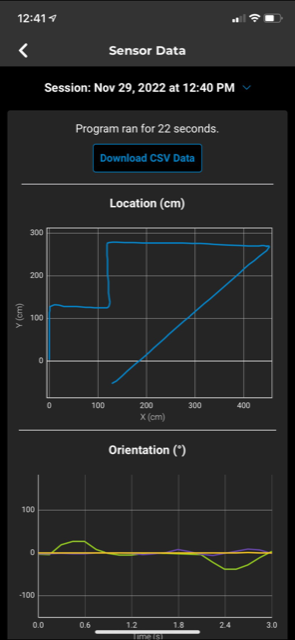 12:41
Sensor Data
Session: Nov 29, 2022 at 12:40 PM
Program ran for 22 seconds.
Download CSV Data
Location (cm)
300
200
100
0
Y (cm)
0 100 200 300 400
X (cm)
Orientation (°)
100
0
-100
0.0 0.6 1.2 1.8 2.4 3.0
Time (s)